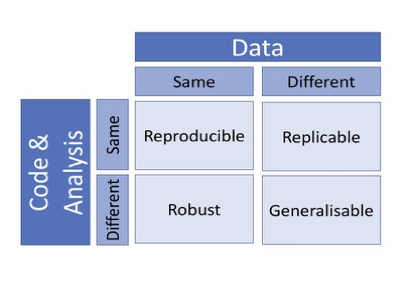 Data
Same
Different
Code &
Analysis
Same
Reproducible
Replicable
Different
Robust
Generalisable